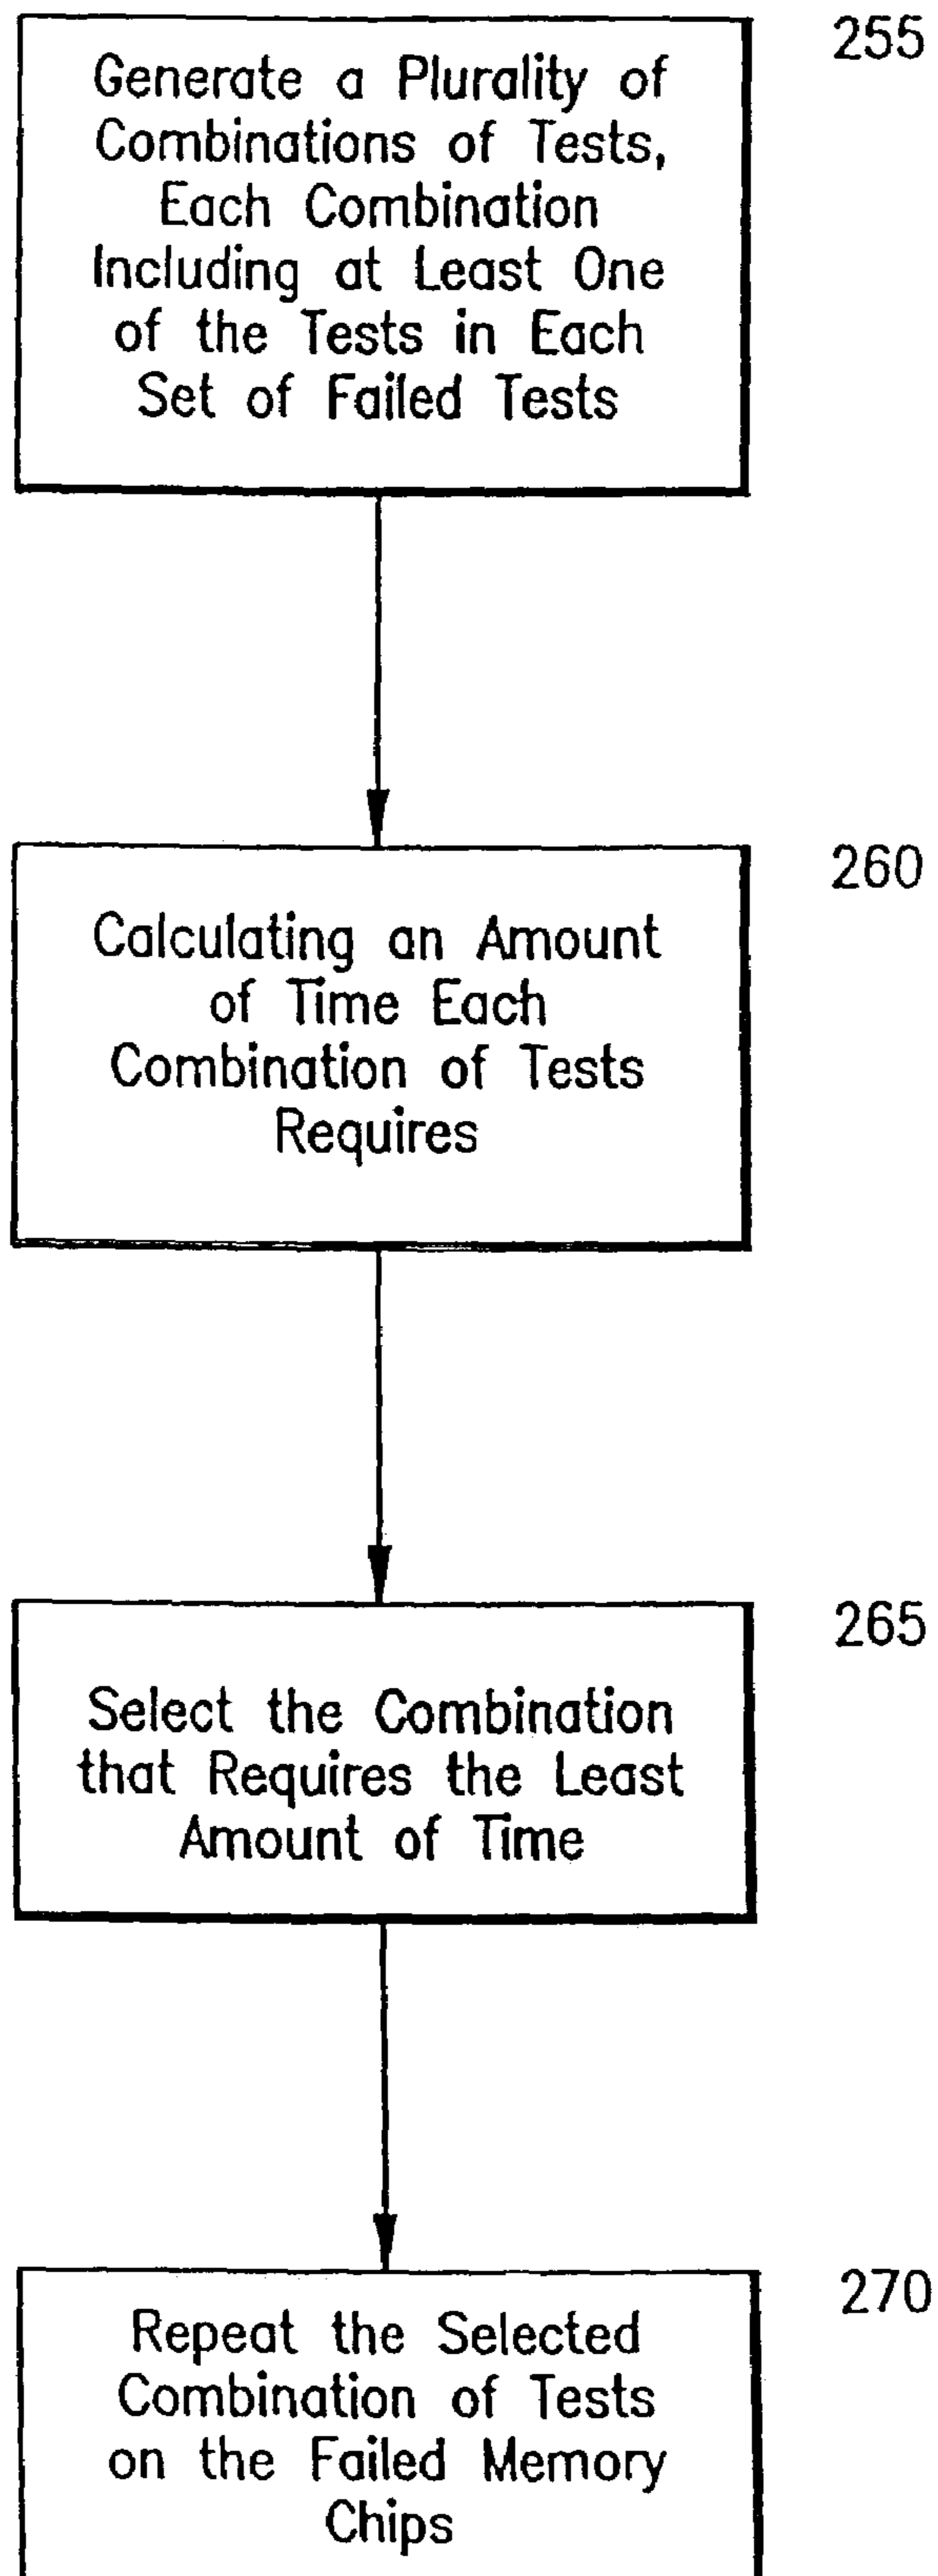 255
Generate a Plurality of
Combinations of Tests,
Each Combination
Including at Least One
of the Tests in Each
Set of Failed Tests
260
Calculating an Amount
of Time Each
Combination of Tests
Requires
265
Select the Combination
that Requires the Least
Amount of Time
270
Repeat the Selected
Combination of Tests
on the Failed Memory
Chips